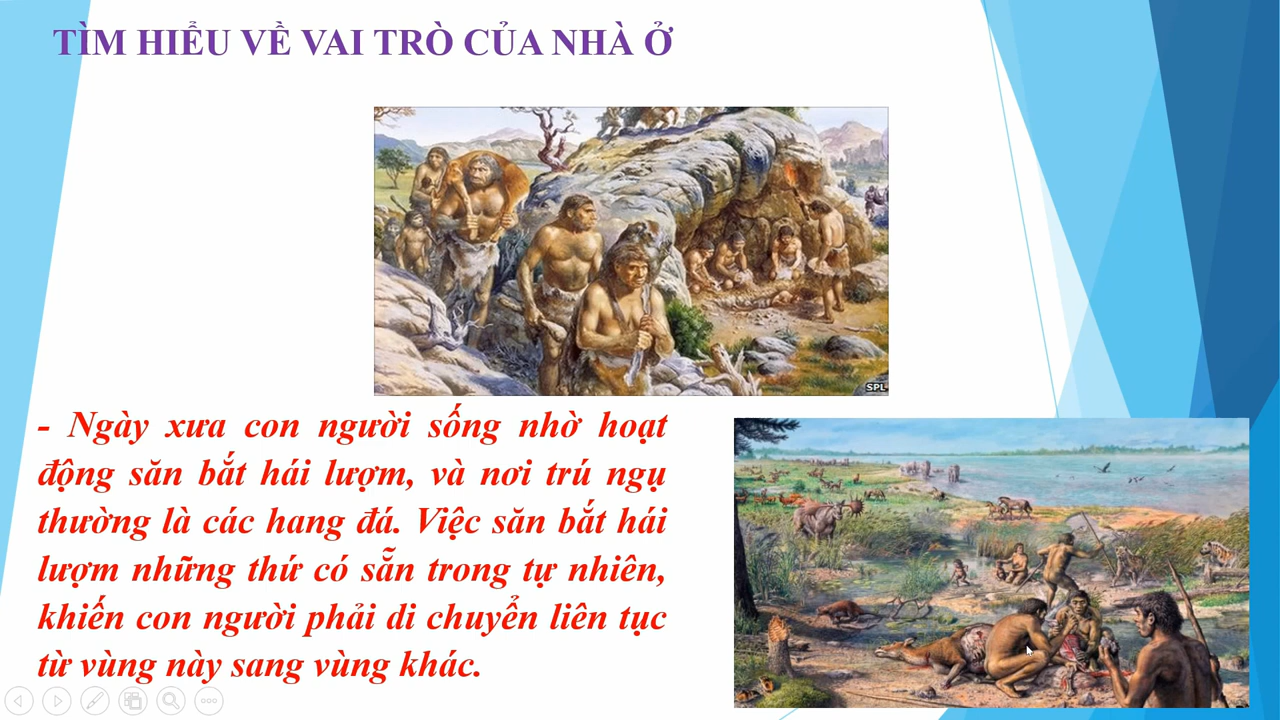 TÌM HIỂU VỀ VAI TRÒ CỦA NHÀ Ở
SPL
- Ngày xưa con người sống nhờ hoạt
động săn bắt hái lượm, và nơi trú ngụ
thường là các hang đá. Việc săn bắt hái
lượm những thứ có sẵn trong tự nhiên,
khiến con người phải di chuyển liên tục
từ vùng này sang vùng khác.